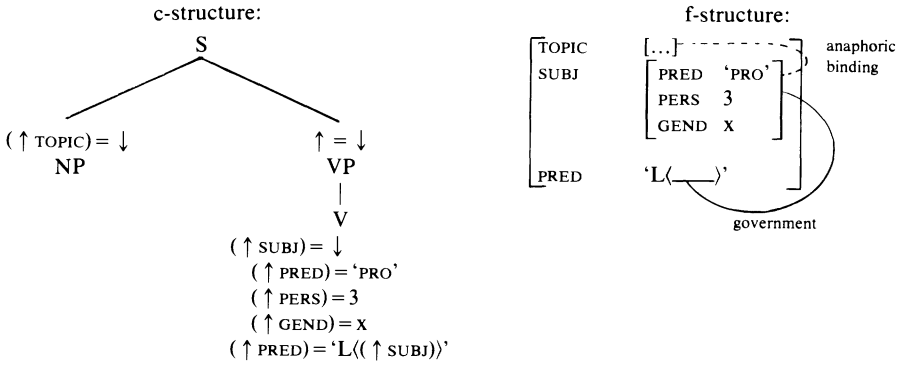 c-structure:
S
(↑ TOPIC) = ↓
NP
↑ = ↓
VP
V
(↑ SUBJ) = ↓
(↑ PRED) = ‘PRO’
(↑ PERS) = 3
(↑ GEND) = X
(↑ PRED) = ‘L⟨(↑ SUBJ)⟩’
f-structure:
TOPIC [...]
SUBJ PRED ‘PRO’
PERS 3
GEND X
PRED ‘L⟨___⟩’
anaphoric
binding
government